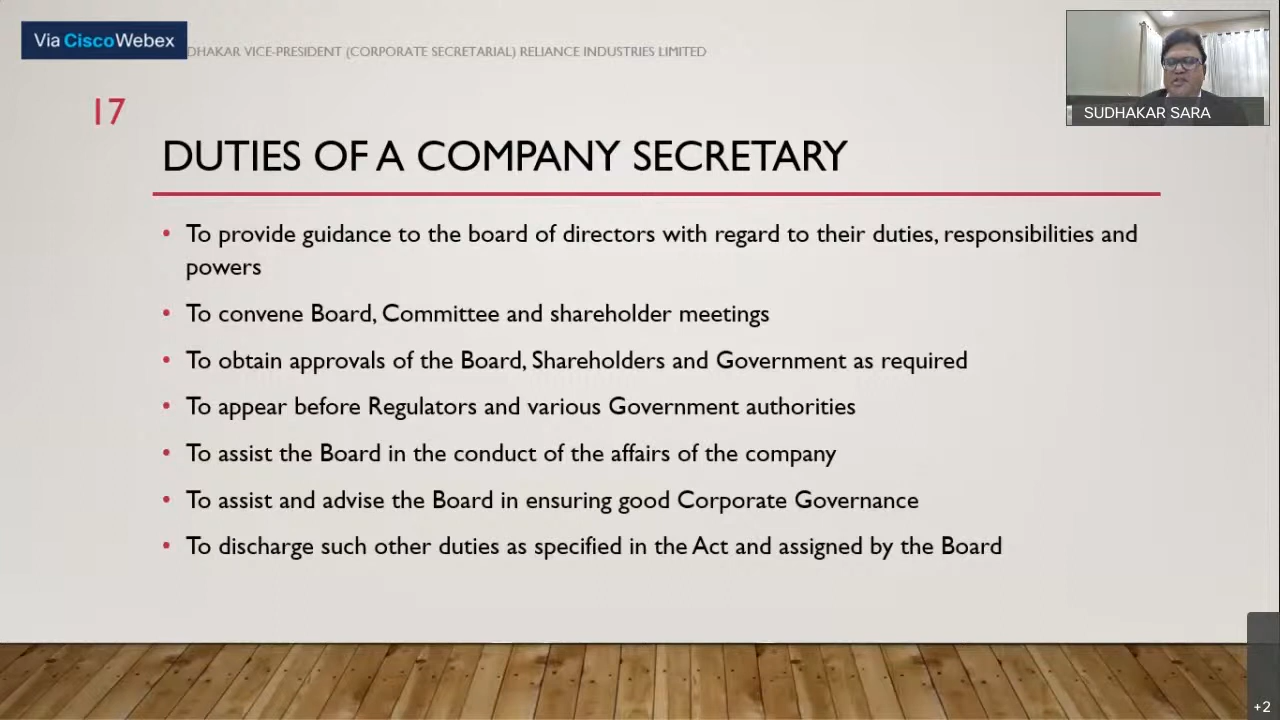 Via Cisco Webex
DHAKAR VICE-PRESIDENT (CORPORATE SECRETARIAL) RELIANCE INDUSTRIES LIMITED
SUDHAKAR SARA
17
DUTIES OF A COMPANY SECRETARY
• To provide guidance to the board of directors with regard to their duties, responsibilities and
powers
• To convene Board, Committee and shareholder meetings
• To obtain approvals of the Board, Shareholders and Government as required
• To appear before Regulators and various Government authorities
• To assist the Board in the conduct of the affairs of the company
• To assist and advise the Board in ensuring good Corporate Governance
• To discharge such other duties as specified in the Act and assigned by the Board
+2